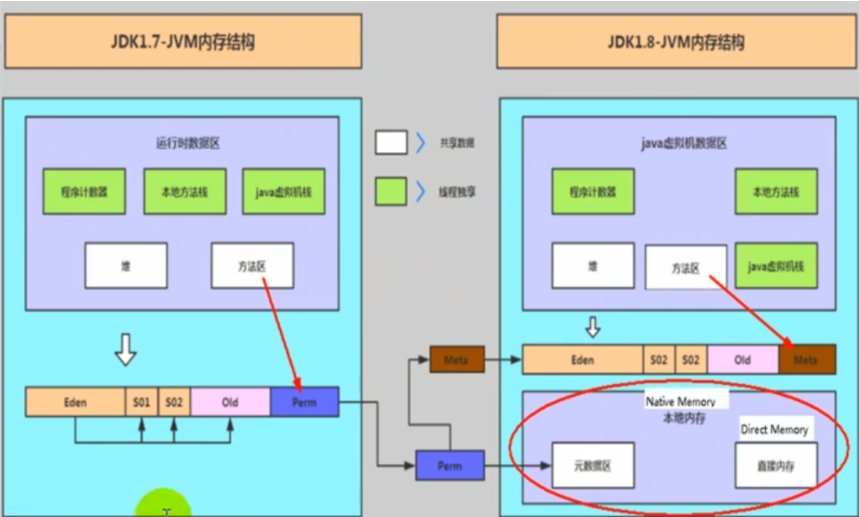 JDK1.7-JVM内存结构
JDK1.8-JVM内存结构
运行时数据区
程序计数器
本地方法栈
java虚拟机栈
堆
方法区
共享数据
线程独享
java虚拟机数据区
程序计数器
本地方法栈
堆
方法区
java虚拟机栈
Eden
S01
S02
Old
Perm
Meta
Perm
Eden
S02
S02
Old
Meta
Native Memory
本地内存
Direct Memory
元数据区
直接内存